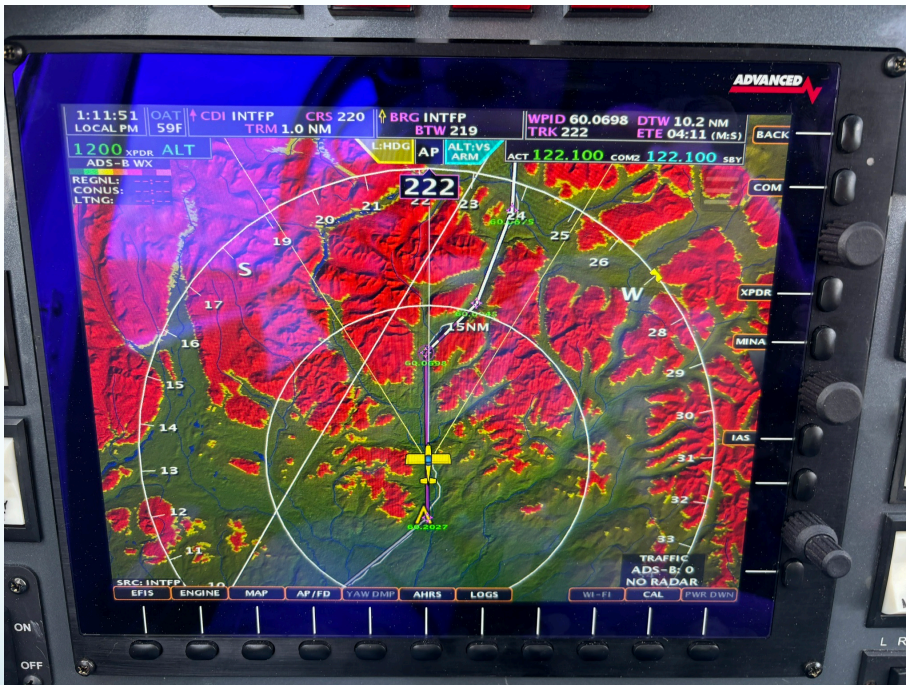 ADVANCED
1:11:51
LOCAL PM
OAT
59F
CDI INTFP CRS 220
TRM 1.0 NM
BRG INTFP
BTW 219
WPID 60.0698 DTW 10.2 NM
TRK 222 ETE 04:11 (M:S)
BACK
1200 XPDR ALT
L:HDG
AP
ALT:VS
ARM
ACT 122.100 COM2 122.100 SBY
ADS-B WX
REGNL:
CONUS:
LTNG:
COM
222
19 20 21 22 23 24 25 26
S
W
17
16
15
14
13
12
11
10
28
29
30
31
32
33
15NM
60.0698
60.2027
XPDR
MINA
IAS
TRAFFIC
ADS-B: 0
NO RADAR
SRC: INTFP
EFIS ENGINE MAP AP/FD YAW DMP AHRS LOGS WI-FI CAL PWR DWN
ON
OFF
L R